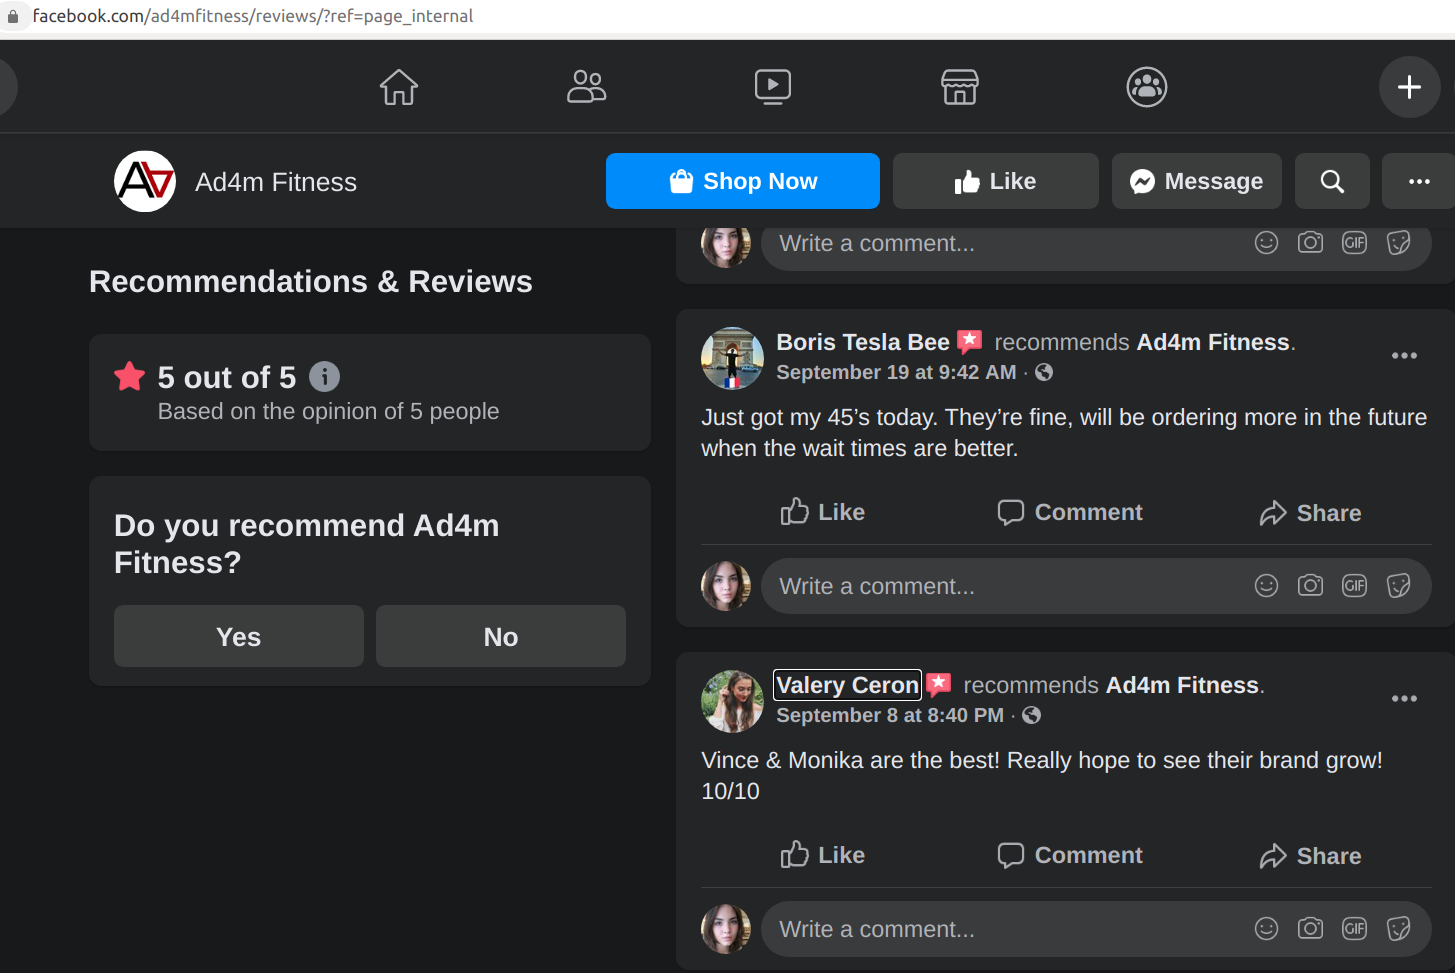 facebook.com/ad4mfitness/reviews/?ref=page_internal
Ad4m Fitness
Shop Now
Like
Message
Write a comment...
GIF
Recommendations & Reviews
5 out of 5
Based on the opinion of 5 people
Do you recommend Ad4m
Fitness?
Yes
No
Boris Tesla Bee recommends Ad4m Fitness.
September 19 at 9:42 AM ·
Just got my 45’s today. They’re fine, will be ordering more in the future
when the wait times are better.
Like
Comment
Share
Write a comment...
GIF
Valery Ceron recommends Ad4m Fitness.
September 8 at 8:40 PM ·
Vince & Monika are the best! Really hope to see their brand grow!
10/10
Like
Comment
Share
Write a comment...
GIF